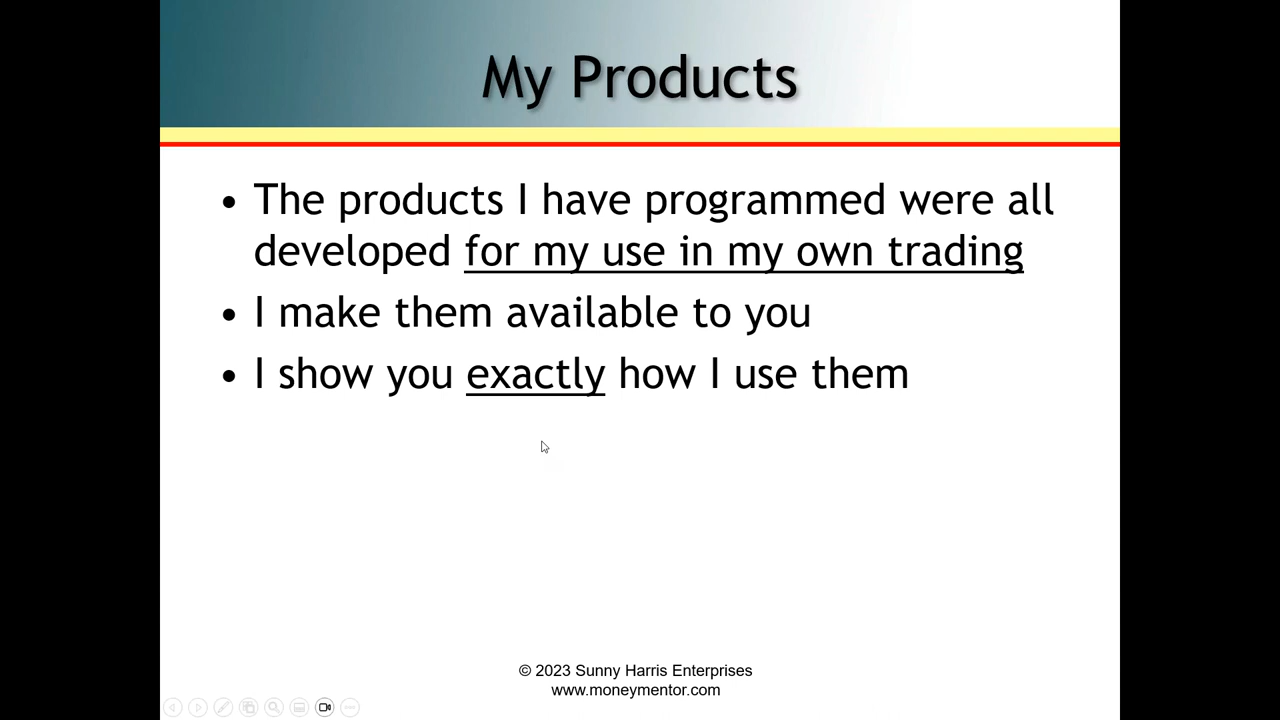 My Products
• The products I have programmed were all
developed for my use in my own trading
• I make them available to you
• I show you exactly how I use them
© 2023 Sunny Harris Enterprises
www.moneymentor.com